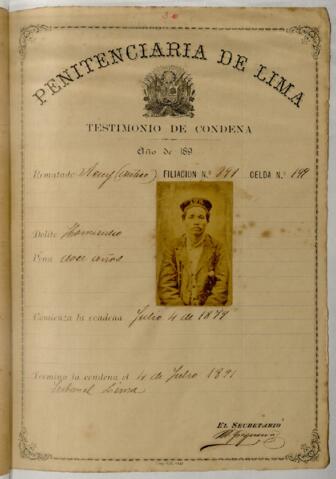 PENITENCIARIA DE LIMA
TESTIMONIO DE CONDENA
Año de 189
Rematado FILIACION N.º 141 CELDA N.º
Delito Homicidio
Pena doce años
Comienza la condena Julio 4 de 1879
Termina la condena el 4 de Julio 1891
Tribunal Lima
EL SECRETARIO